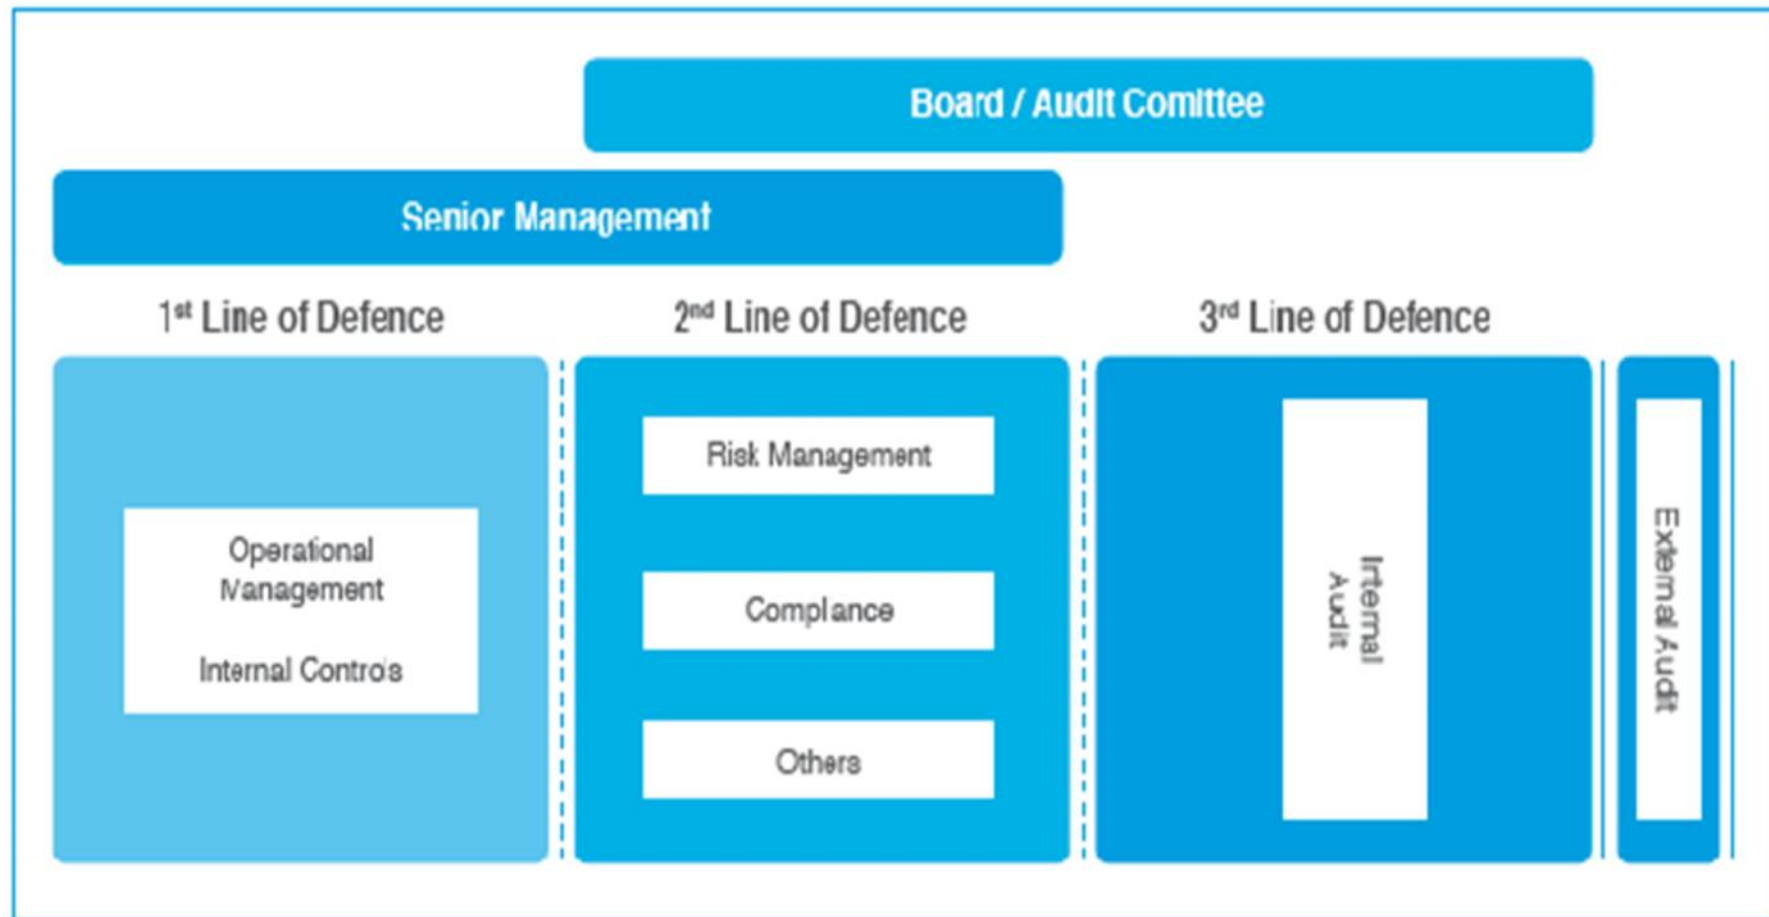 Board / Audit Comittee
Senior Management
1st Line of Defence
2nd Line of Defence
3rd Line of Defence
Operational
Management
Internal Controls
Risk Management
Compliance
Others
Internal
Audit
External Audit